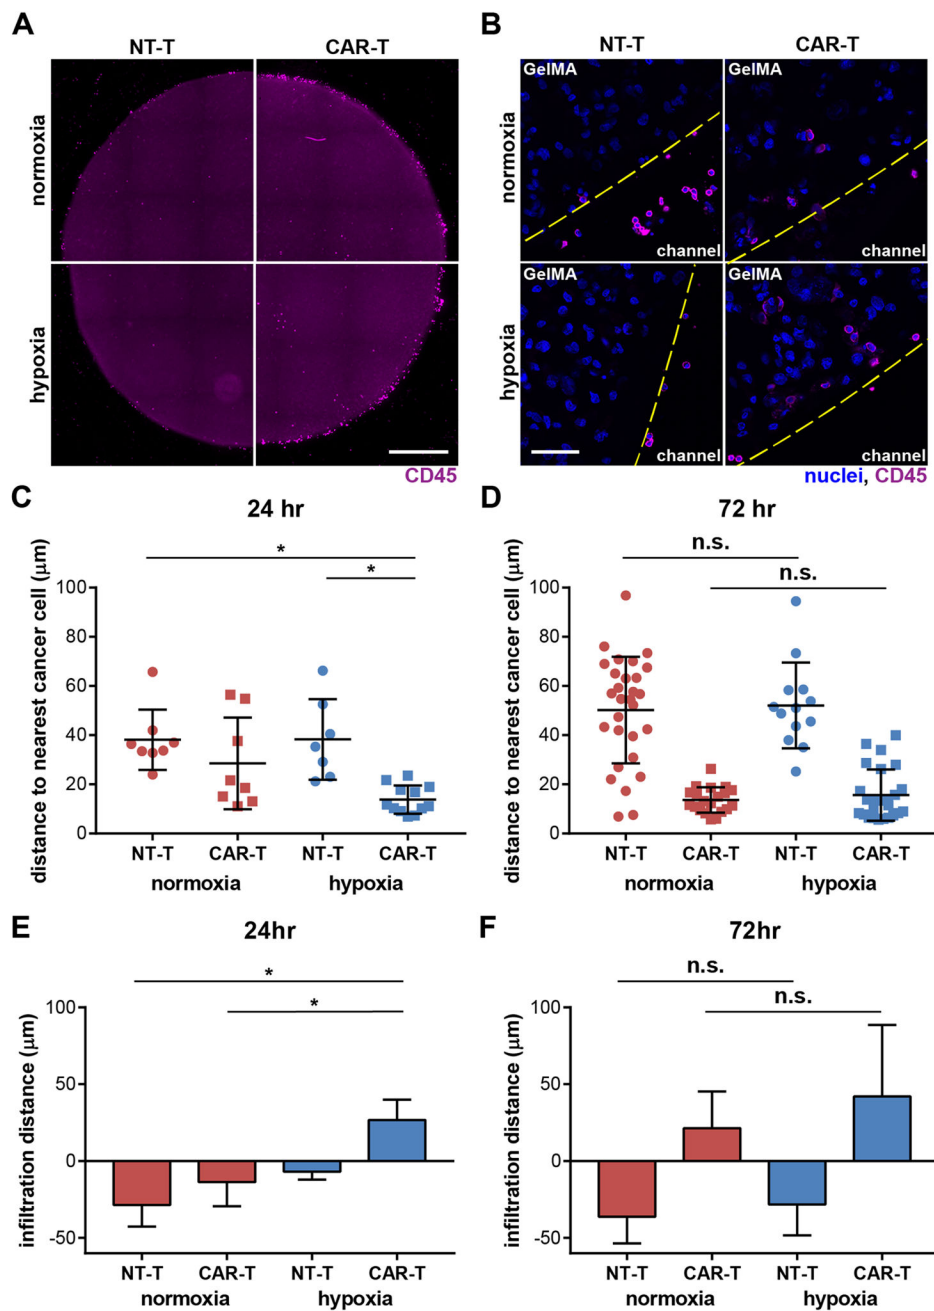 A
NT-T CAR-T
normoxia
hypoxia
CD45
B
NT-T CAR-T
normoxia
hypoxia
GelMA GelMA
channel channel
GelMA GelMA
channel channel
nuclei, CD45
C
24 hr
* 
*
distance to nearest cancer cell (μm)
100
80
60
40
20
0
NT-T CAR-T NT-T CAR-T
normoxia hypoxia
D
72 hr
n.s.
n.s.
distance to nearest cancer cell (μm)
100
80
60
40
20
0
NT-T CAR-T NT-T CAR-T
normoxia hypoxia
E
24hr
*
*
infiltration distance (μm)
100
50
0
-50
NT-T CAR-T NT-T CAR-T
normoxia hypoxia
F
72hr
n.s.
n.s.
infiltration distance (μm)
100
50
0
-50
NT-T CAR-T NT-T CAR-T
normoxia hypoxia